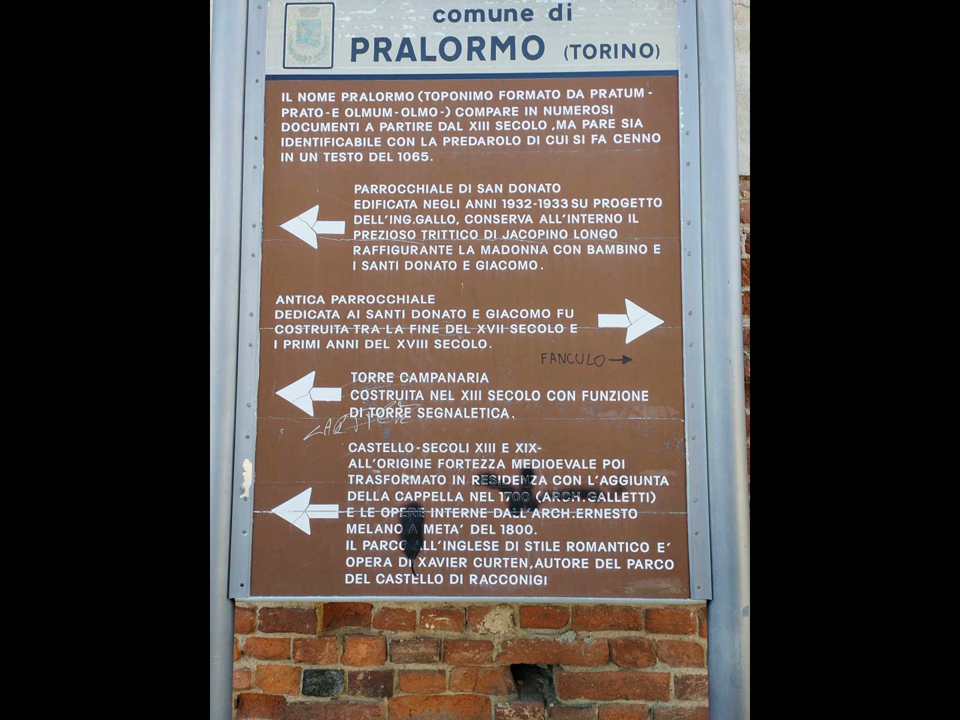 comune di
PRALORMO (TORINO)
IL NOME PRALORMO (TOPONIMO FORMATO DA PRATUM-
PRATO-E OLMUM-OLMO-) COMPARE IN NUMEROSI
DOCUMENTI A PARTIRE DAL XIII SECOLO ,MA PARE SIA
IDENTIFICABILE CON LA PREDAROLO DI CUI SI FA CENNO
IN UN TESTO DEL 1065.
PARROCCHIALE DI SAN DONATO
EDIFICATA NEGLI ANNI 1932-1933 SU PROGETTO
DELL'ING.GALLO, CONSERVA ALL'INTERNO IL
PREZIOSO TRITTICO DI JACOPINO LONGO
RAFFIGURANTE LA MADONNA CON BAMBINO E
I SANTI DONATO E GIACOMO.
ANTICA PARROCCHIALE
DEDICATA AI SANTI DONATO E GIACOMO FU
COSTRUITA TRA LA FINE DEL XVII SECOLO E
I PRIMI ANNI DEL XVIII SECOLO.
FANCULO
TORRE CAMPANARIA
COSTRUITA NEL XIII SECOLO CON FUNZIONE
DI TORRE SEGNALETICA.
CASTELLO-SECOLI XIII E XIX-
ALL'ORIGINE FORTEZZA MEDIOEVALE POI
TRASFORMATO IN RESIDENZA CON L'AGGIUNTA
DELLA CAPPELLA NEL 1700 (ARCH.GALLETTI)
E LE OPERE INTERNE DALL'ARCH.ERNESTO
MELANO A META' DEL 1800.
IL PARCO ALL'INGLESE DI STILE ROMANTICO E'
OPERA DI XAVIER CURTEN,AUTORE DEL PARCO
DEL CASTELLO DI RACCONIGI